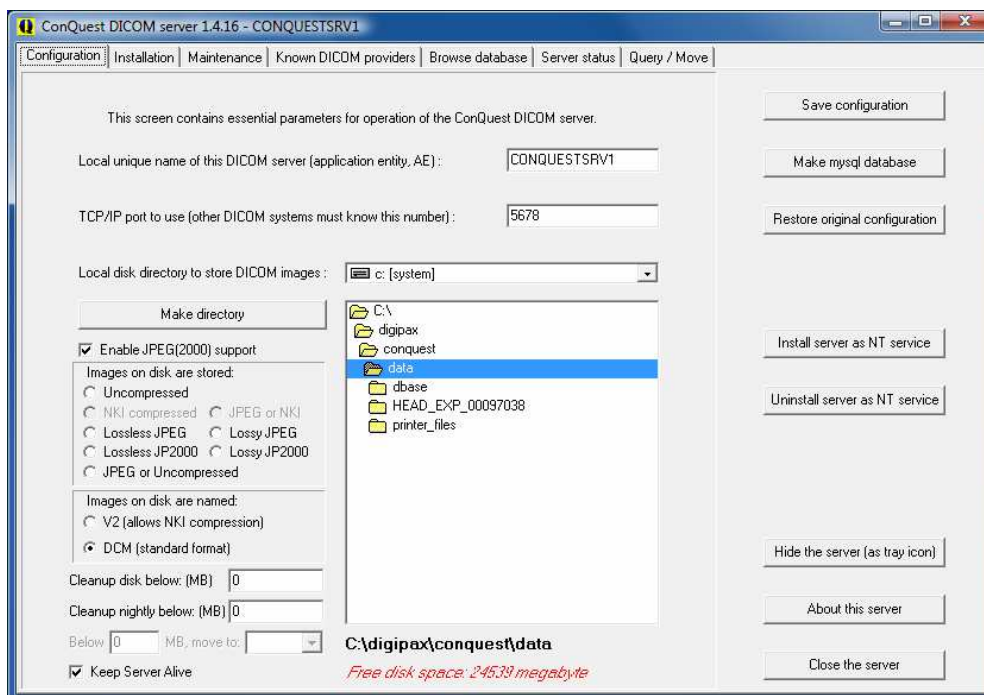 ConQuest DICOM server 1.4.16 - CONQUESTSRV1
Configuration Installation Maintenance Known DICOM providers Browse database Server status Query / Move
This screen contains essential parameters for operation of the ConQuest DICOM server.
Local unique name of this DICOM server (application entity, AE) : CONQUESTSRV1
TCP/IP port to use (other DICOM systems must know this number) : 5678
Local disk directory to store DICOM images : c: [system]
Make directory
Enable JPEG(2000) support
Images on disk are stored:
Uncompressed
NKI compressed JPEG or NKI
Lossless JPEG Lossy JPEG
Lossless JP2000 Lossy JP2000
JPEG or Uncompressed
Images on disk are named:
V2 (allows NKI compression)
DCM (standard format)
Cleanup disk below: (MB) 0
Cleanup nightly below: (MB) 0
Below 0 MB, move to:
Keep Server Alive
C:\
digipax
conquest
data
dbase
HEAD_EXP_00097038
printer_files
C:\digipax\conquest\data
Free disk space: 24539 megabyte
Save configuration
Make mysql database
Restore original configuration
Install server as NT service
Uninstall server as NT service
Hide the server (as tray icon)
About this server
Close the server